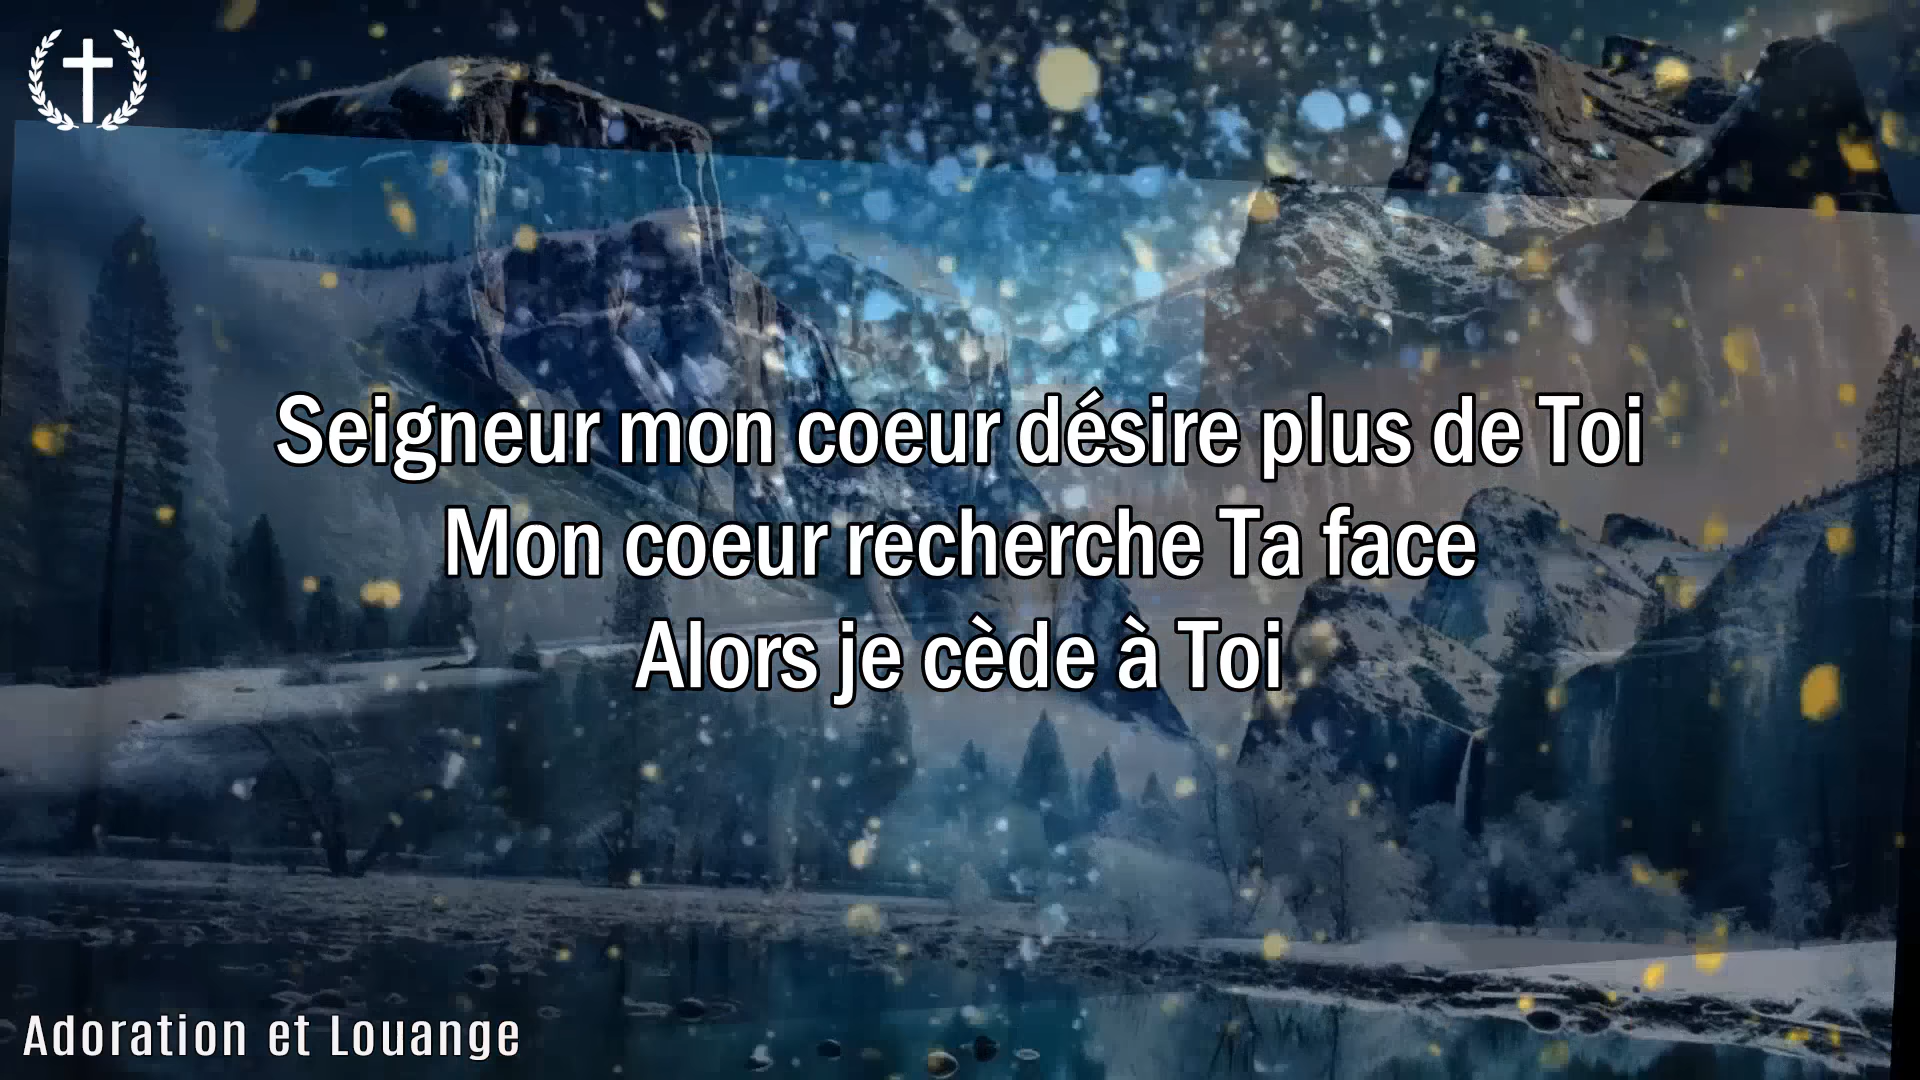 Seigneur mon coeur désire plus de Toi
Mon coeur recherche Ta face
Alors je cède à Toi
Adoration et Louange